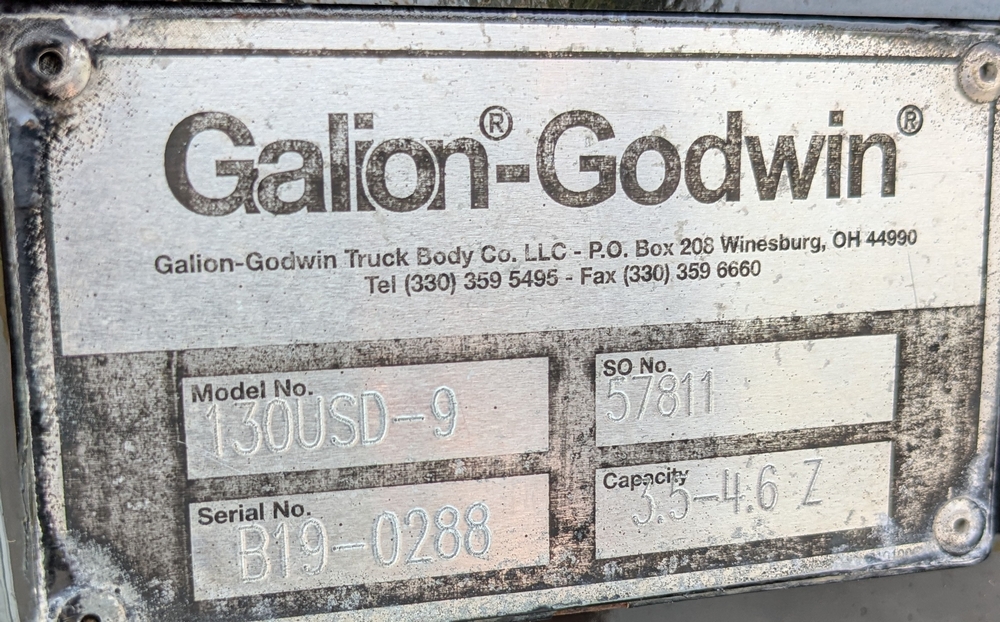 Galion®-Godwin®
Galion-Godwin Truck Body Co. LLC - P.O. Box 208 Winesburg, OH 44990
Tel (330) 359 5495 - Fax (330) 359 6660
Model No.
130USD-9
SO No.
57811
Serial No.
B19-0288
Capacity
3.5-4.6 Z